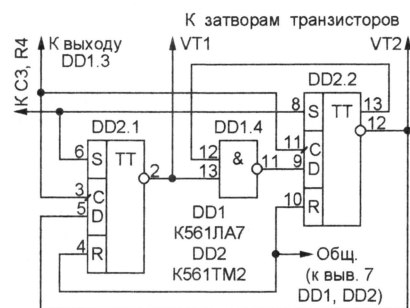 К затворам транзисторов
К выходу
DD1.3
VT1
VT2
К C3, R4
DD2.2
8 S TT 13
12
DD2.1
DD1.4
6 S TT
2
12 &
13
11
11 C
9 D
3 C
5 D
10 R
4 R
DD1
К561ЛА7
DD2
К561ТМ2
Общ.
(к выв. 7
DD1, DD2)